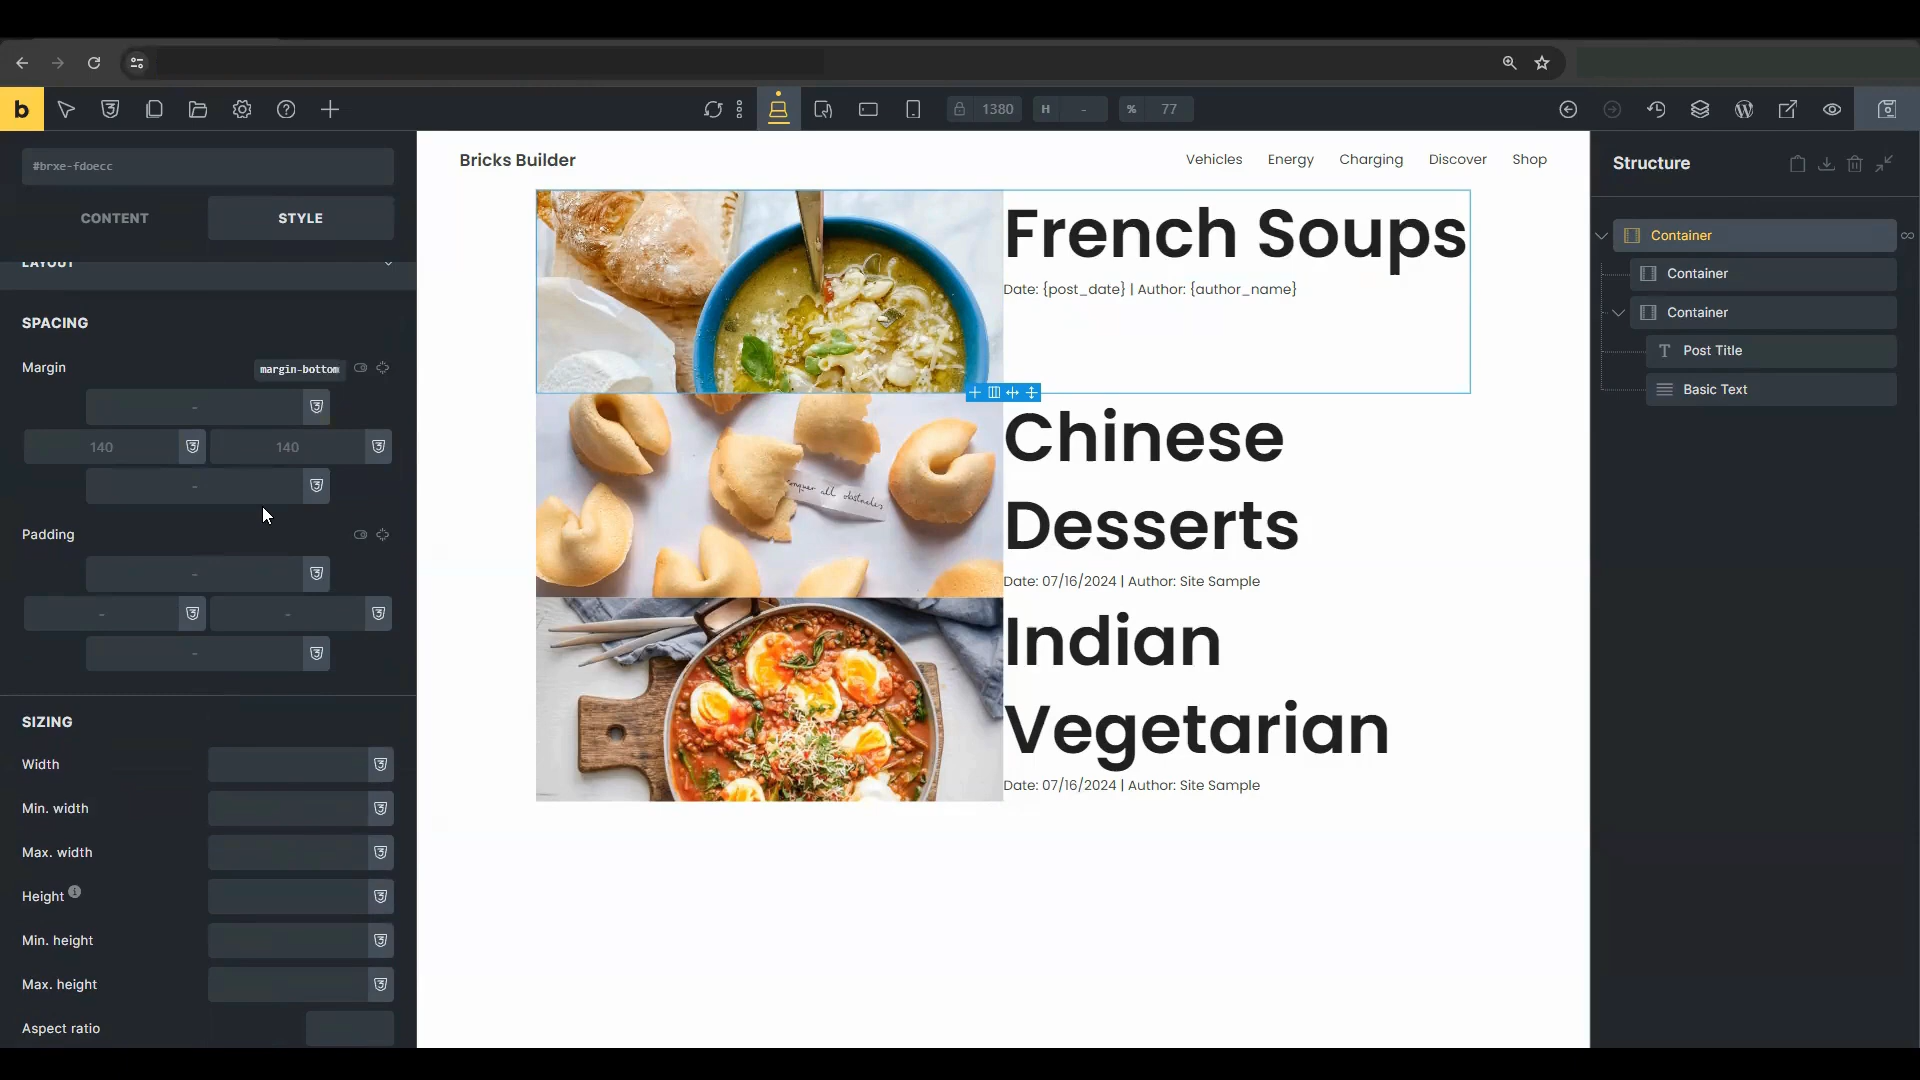 b
1380
H
-
%
77
#brxe-fdoecc
CONTENT
STYLE
LAYOUT
SPACING
Margin
margin-bottom
-
140
140
-
Padding
-
-
-
-
SIZING
Width
Min. width
Max. width
Height
Min. height
Max. height
Aspect ratio
Bricks Builder
Vehicles
Energy
Charging
Discover
Shop
French Soups
Date: {post_date} | Author: {author_name}
conquer all obstacles
Chinese
Desserts
Date: 07/16/2024 | Author: Site Sample
Indian
Vegetarian
Date: 07/16/2024 | Author: Site Sample
Structure
Container
Container
Container
Post Title
Basic Text